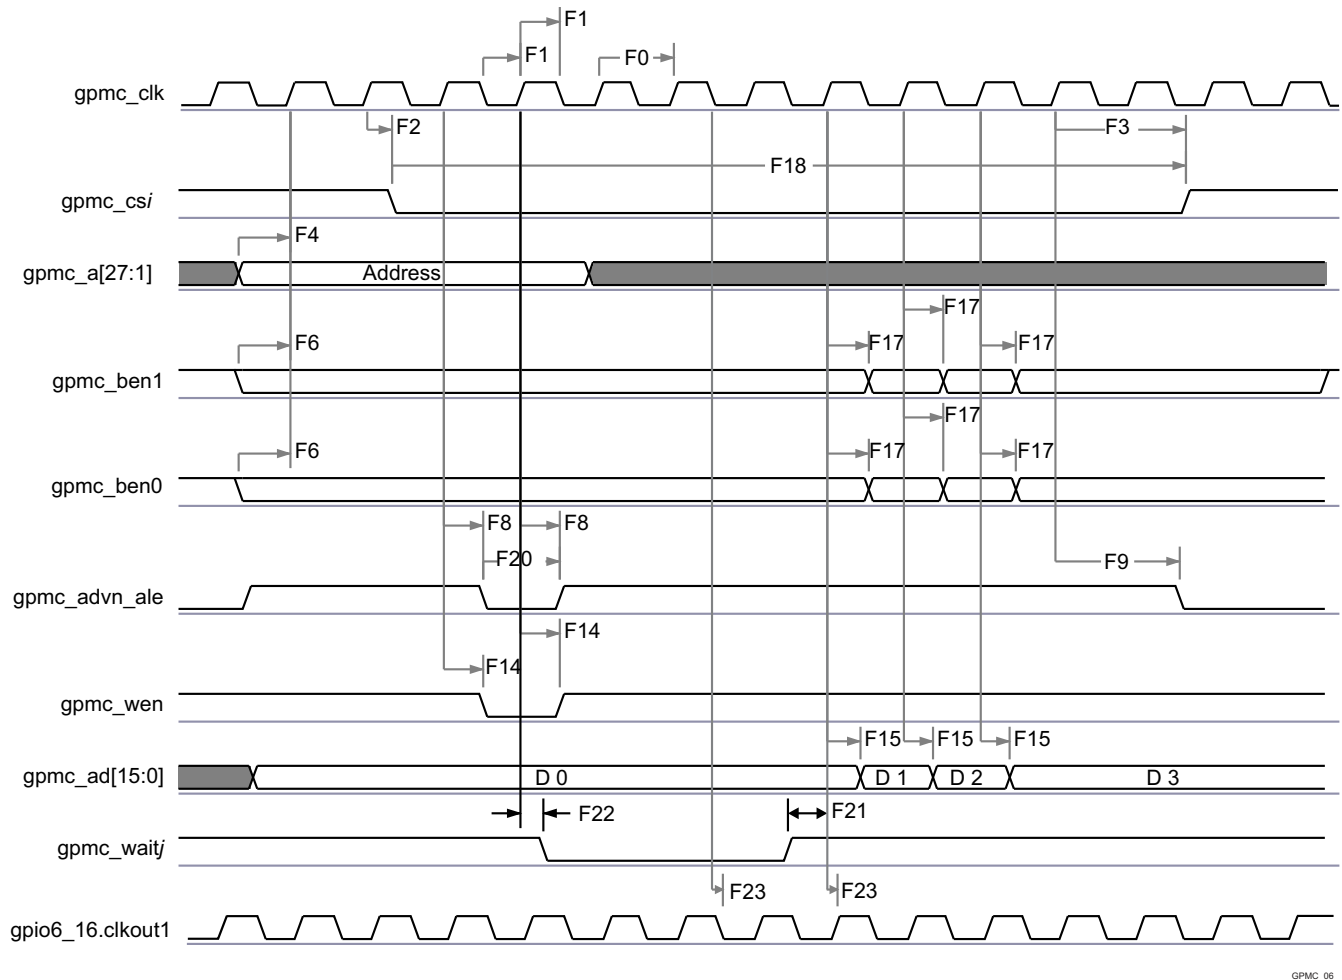 F1
F1
F0
gpmc_clk
F2
F3
F18
gpmc_csi
F4
gpmc_a[27:1]
Address
F17
F6
F17
F17
gpmc_ben1
F17
F6
F17
F17
gpmc_ben0
F8
F8
F20
F9
gpmc_advn_ale
F14
F14
gpmc_wen
F15
F15
F15
gpmc_ad[15:0]
D 0
D 1
D 2
D 3
F22
F21
gpmc_waitj
F23
F23
gpio6_16.clkout1
GPMC_06